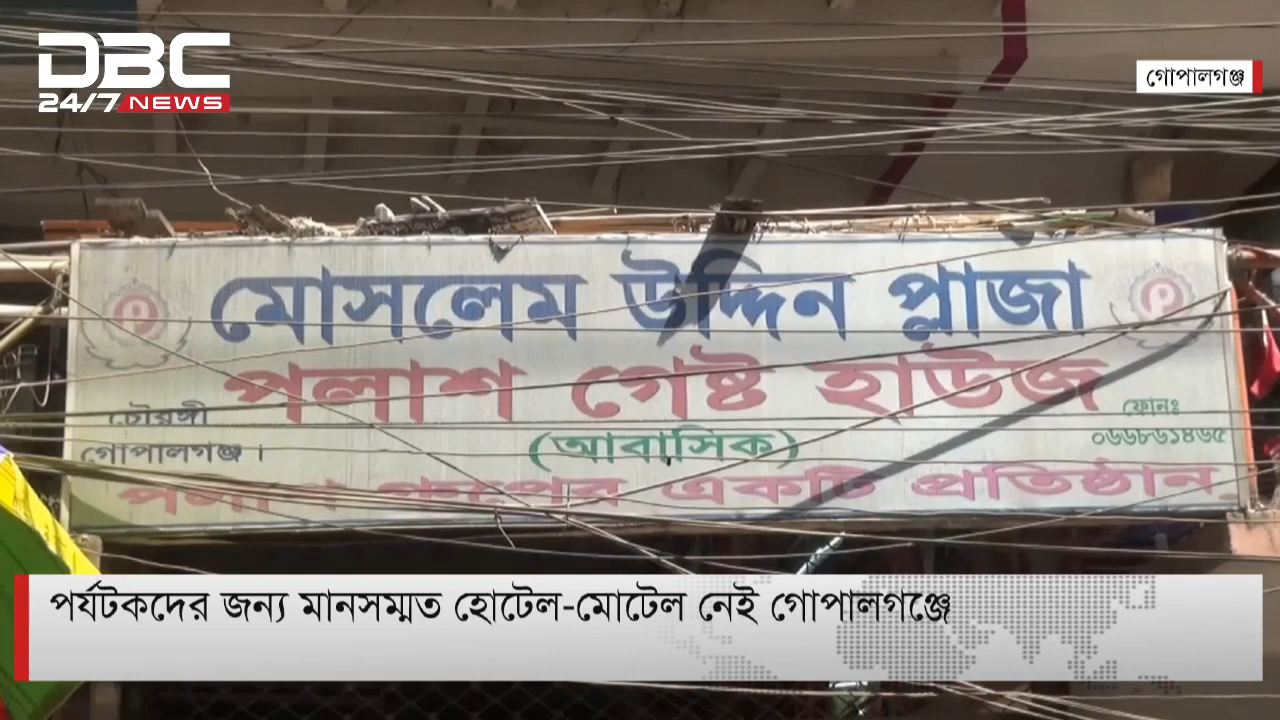 DBC
24/7 NEWS
গোপালগঞ্জ
মোসলেম উদ্দিন প্লাজা
পলাশ গেষ্ট হাউজ
চৌরঙ্গী
গোপালগঞ্জ ।
(আবাসিক)
ফোনঃ
০৬৬৮৬১৪৬৫
পলাশ গ্রুপের একটি প্রতিষ্ঠান
পর্যটকদের জন্য মানসম্মত হোটেল-মোটেল নেই গোপালগঞ্জে